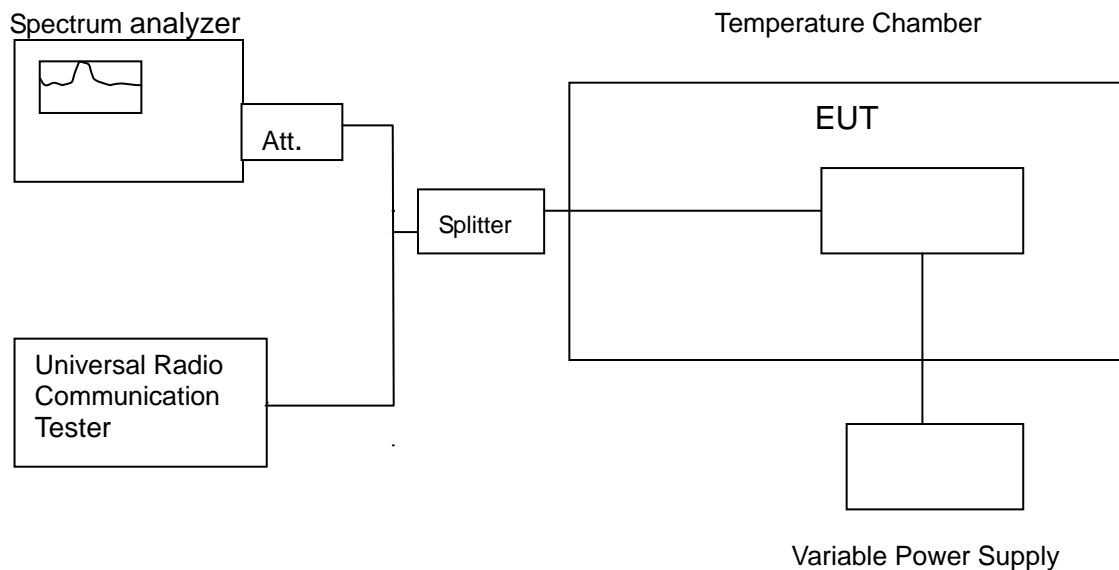 Spectrum analyzer
Temperature Chamber
EUT
Att.
Splitter
Universal Radio
Communication
Tester
Variable Power Supply